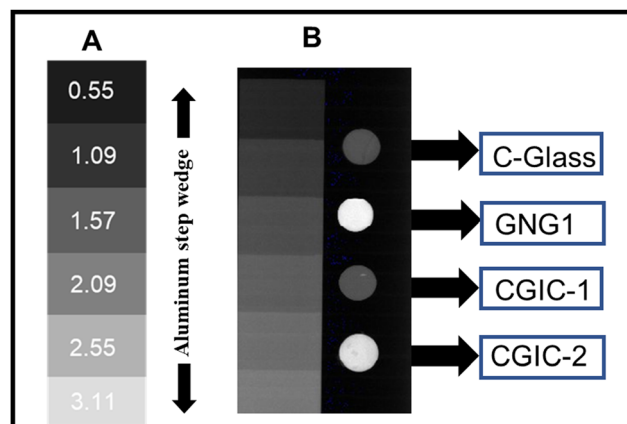 A
B
0.55
1.09
1.57
2.09
2.55
3.11
Aluminum step wedge
C-Glass
GNG1
CGIC-1
CGIC-2